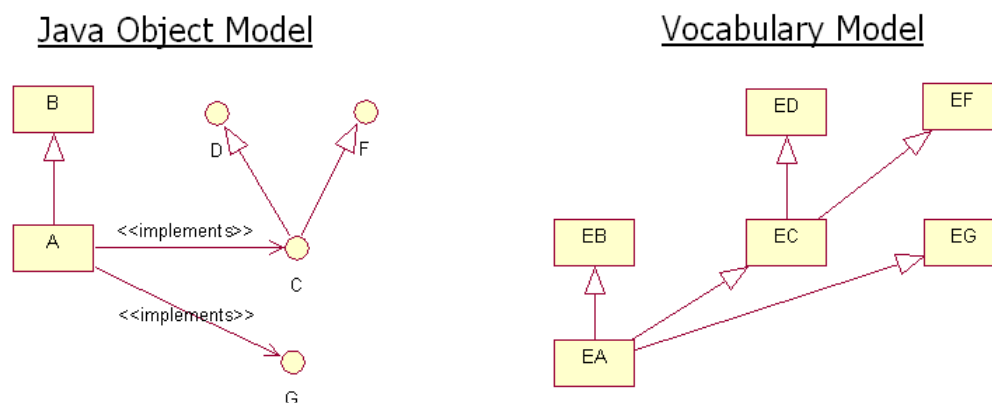 Java Object Model
B
D
F
A
<<implements>>
C
<<implements>>
G
Vocabulary Model
ED
EF
EB
EC
EG
EA